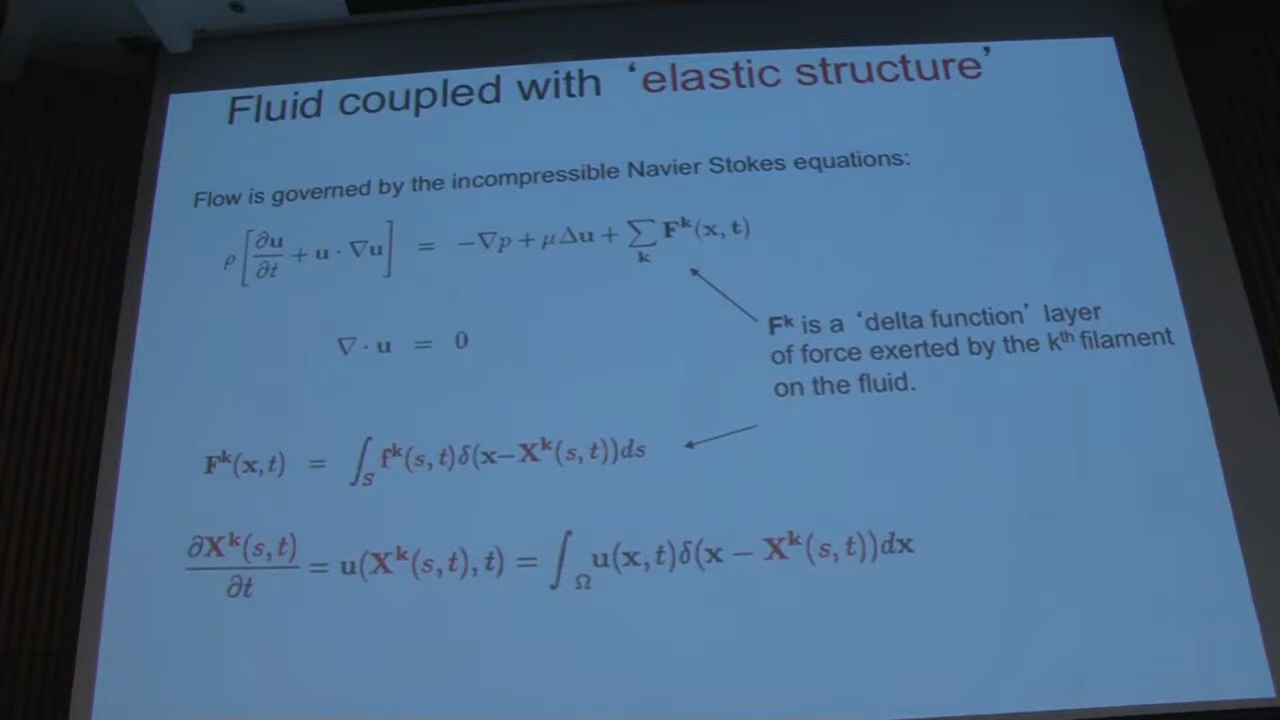 Fluid coupled with ‘elastic structure’
Flow is governed by the incompressible Navier Stokes equations:
ρ[∂u/∂t + u · ∇u] = −∇p + μΔu + ∑_k F^k(x, t)
∇ · u = 0
F^k is a ‘delta function’ layer
of force exerted by the k^th filament
on the fluid.
F^k(x, t) = ∫_S f^k(s, t)δ(x−X^k(s, t))ds
∂X^k(s, t)/∂t = u(X^k(s, t), t) = ∫_Ω u(x, t)δ(x − X^k(s, t))dx